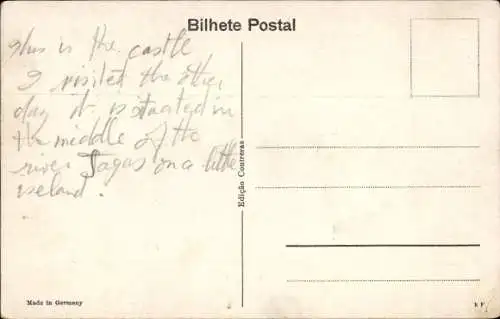 Bilhete Postal
This is the castle
I visited the other
day it is situated in
the middle of the
river Tagus on a little
iseland.
Edição Contreras
Made in Germany
R P